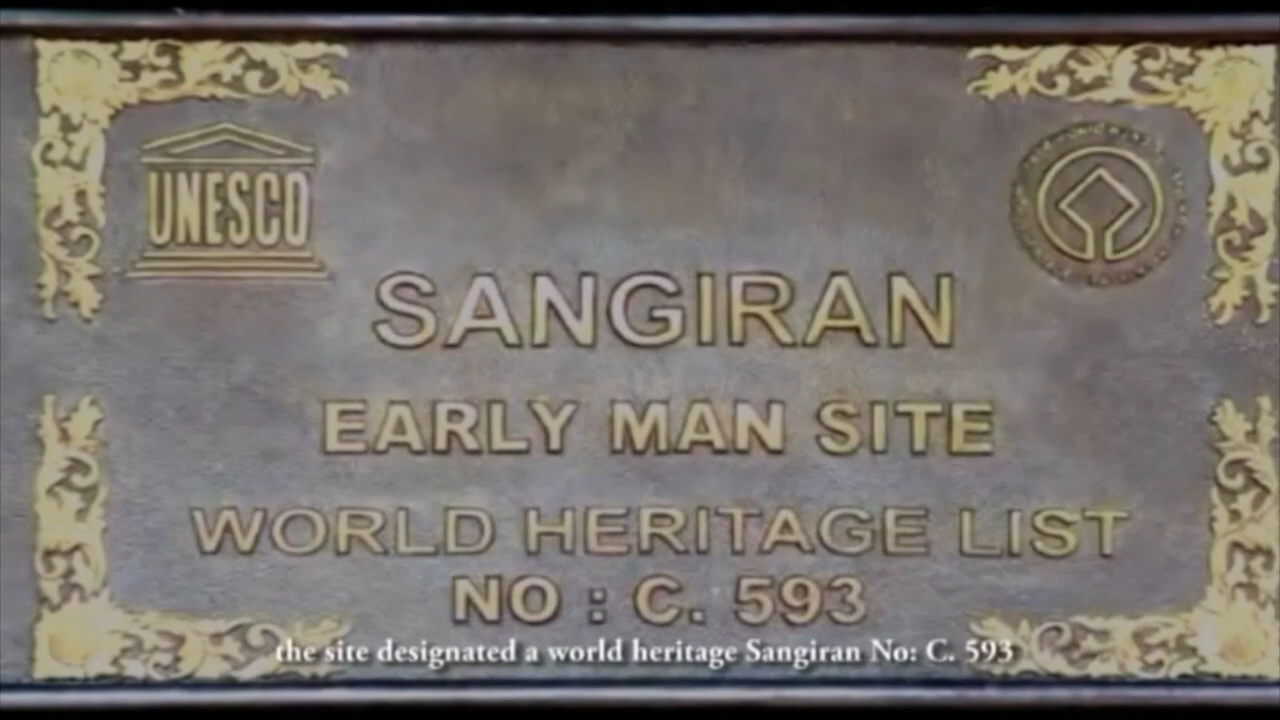 UNESCO
SANGIRAN
EARLY MAN SITE
WORLD HERITAGE LIST
NO : C. 593
the site designated a world heritage Sangiran No: C. 593